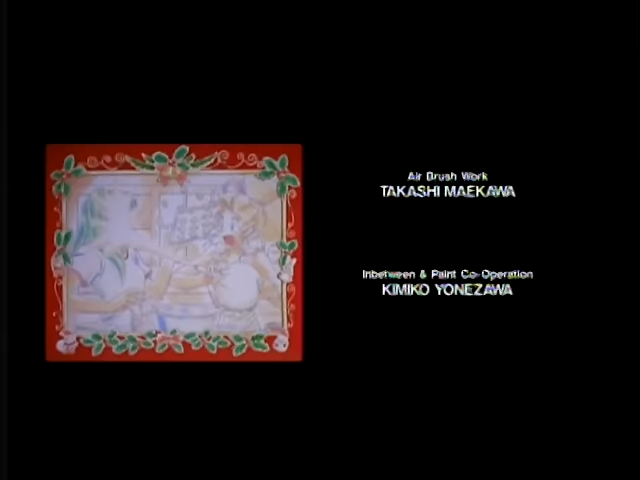 Air Brush Work
TAKASHI MAEKAWA
Inbetween & Paint Co-Operation
KIMIKO YONEZAWA